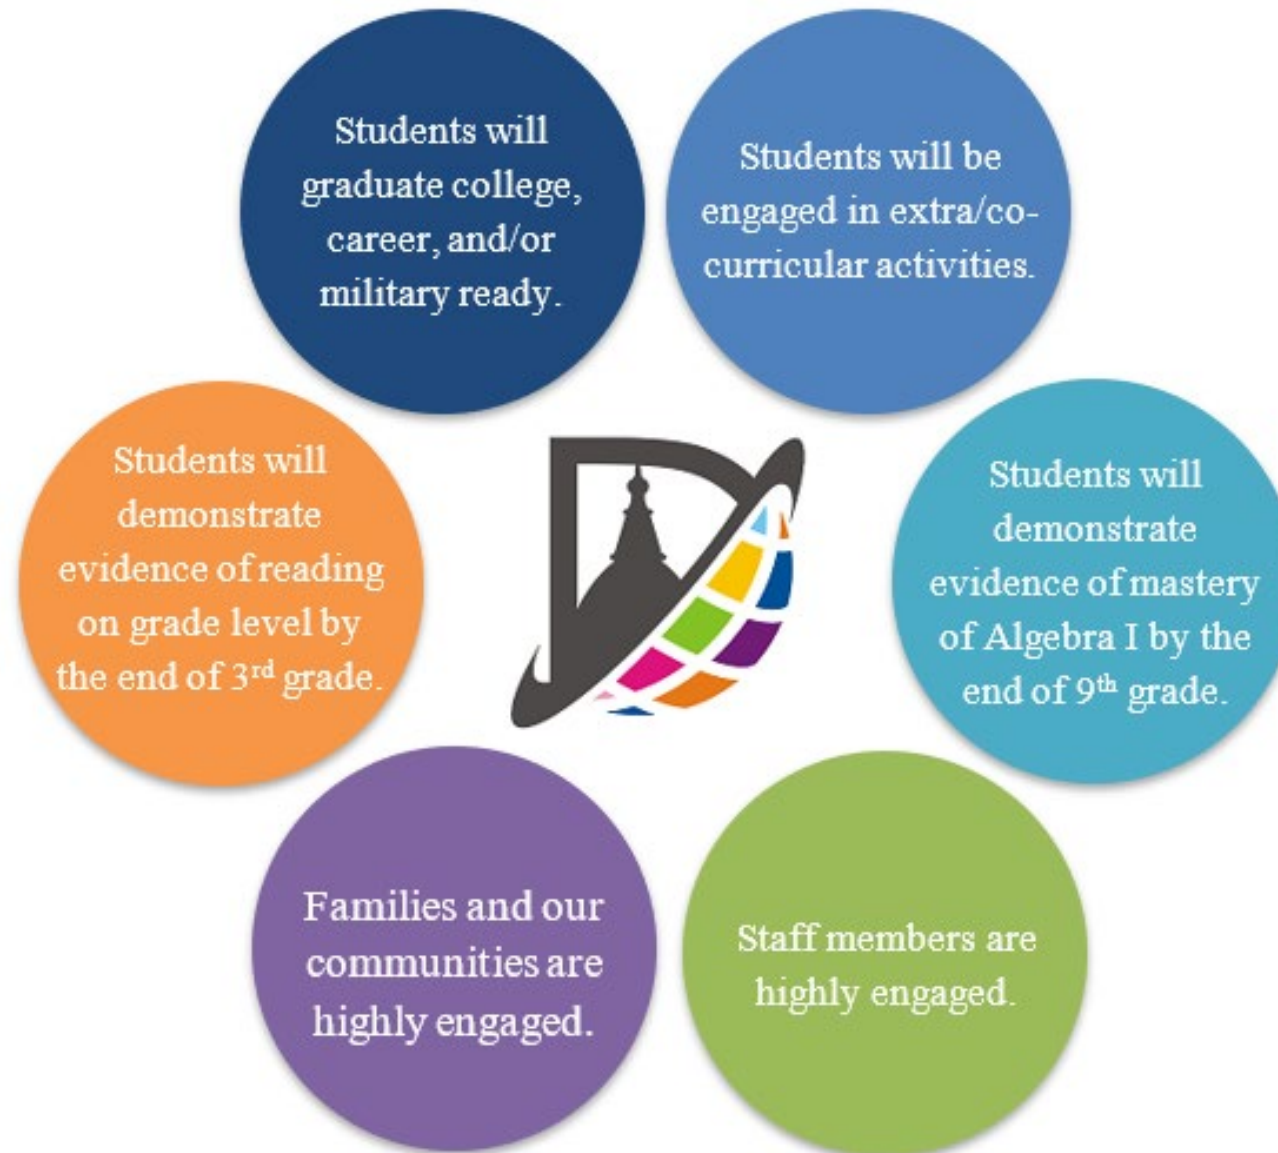 Students will
graduate college,
career, and/or
military ready.
Students will be
engaged in extra/co-
curricular activities.
Students will
demonstrate
evidence of reading
on grade level by
the end of 3rd grade.
Students will
demonstrate
evidence of mastery
of Algebra I by the
end of 9th grade.
Families and our
communities are
highly engaged.
Staff members are
highly engaged.